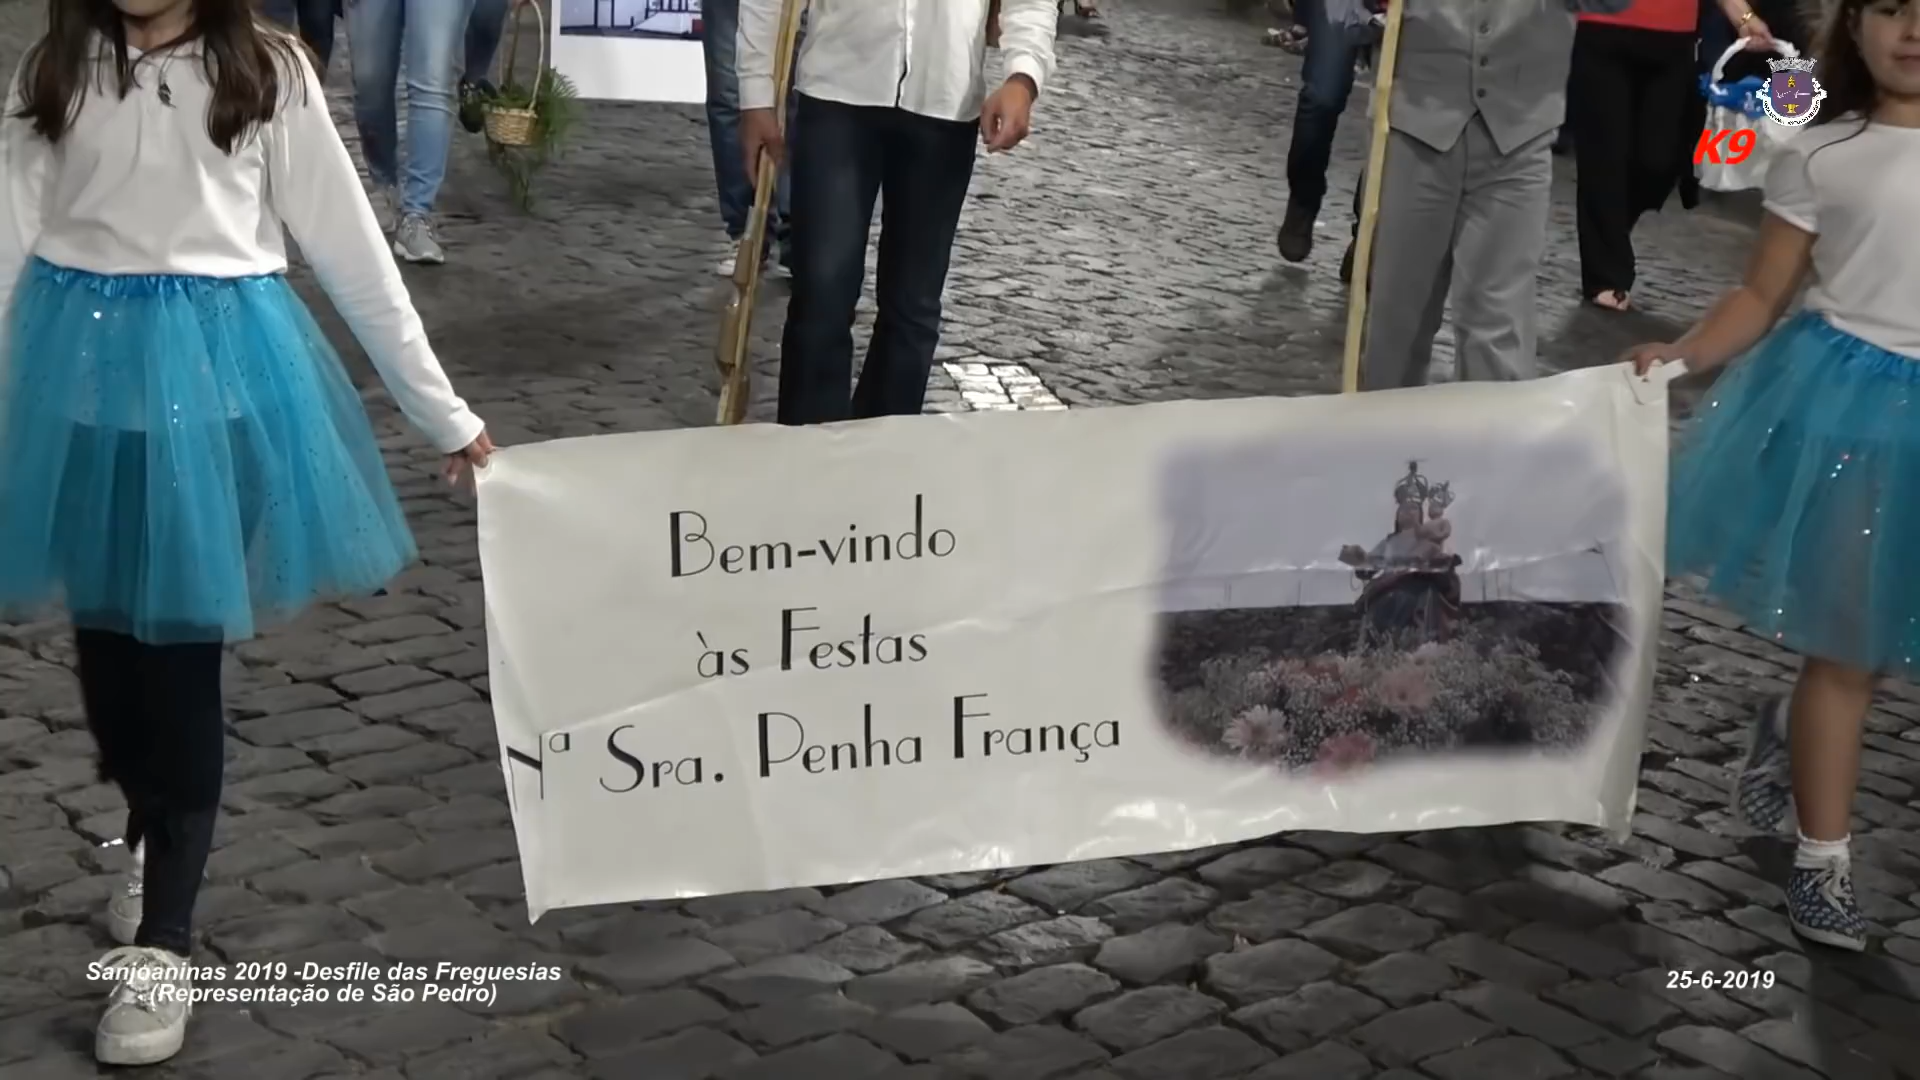 K9
Bem-vindo
às Festas
Nª Sra. Penha França
Sanjoaninas 2019 -Desfile das Freguesias
(Representação de São Pedro)
25-6-2019